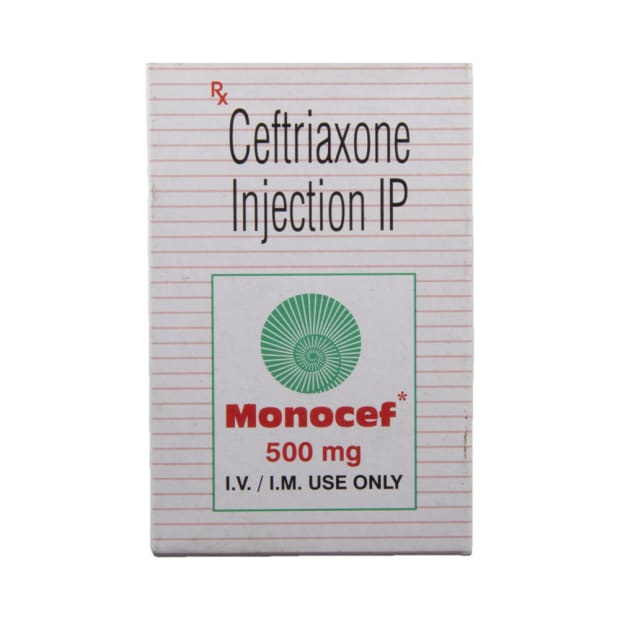 Rx
Ceftriaxone
Injection IP
Monocef*
500 mg
I.V. / I.M. USE ONLY